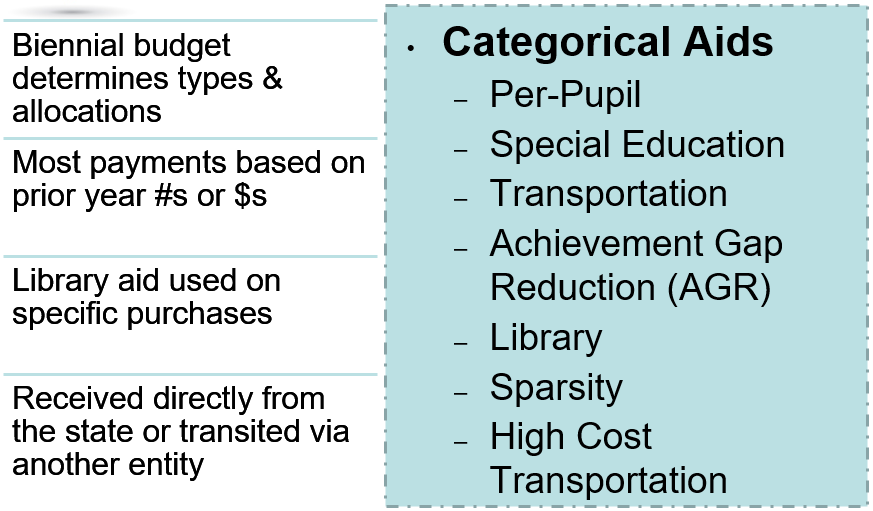 Biennial budget
determines types &
allocations
Most payments based on
prior year #s or $s
Library aid used on
specific purchases
Received directly from
the state or transited via
another entity
• Categorical Aids
– Per-Pupil
– Special Education
– Transportation
– Achievement Gap
Reduction (AGR)
– Library
– Sparsity
– High Cost
Transportation